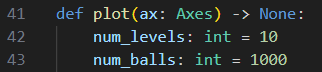 41 def plot(ax: Axes) -> None:
42     num_levels: int = 10
43     num_balls: int = 1000